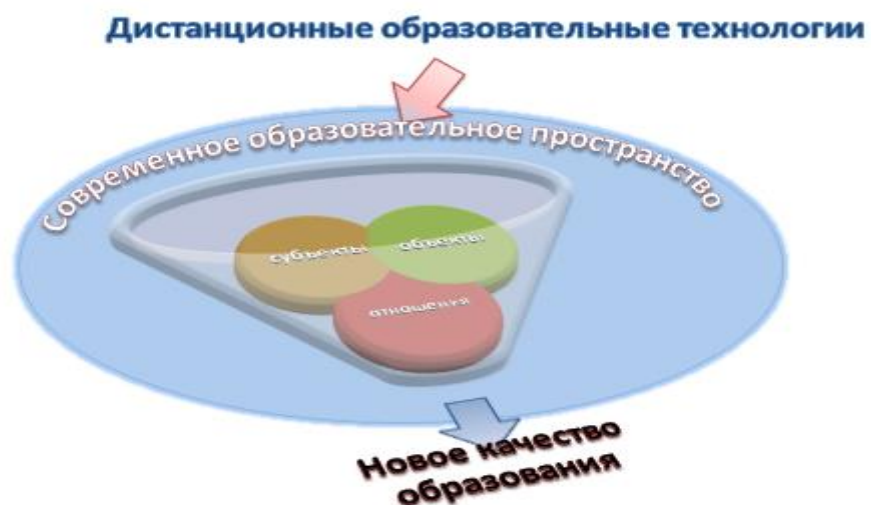 Дистанционные образовательные технологии
Современное образовательное пространство
субъекты
объекты
отношения
Новое качество
образования